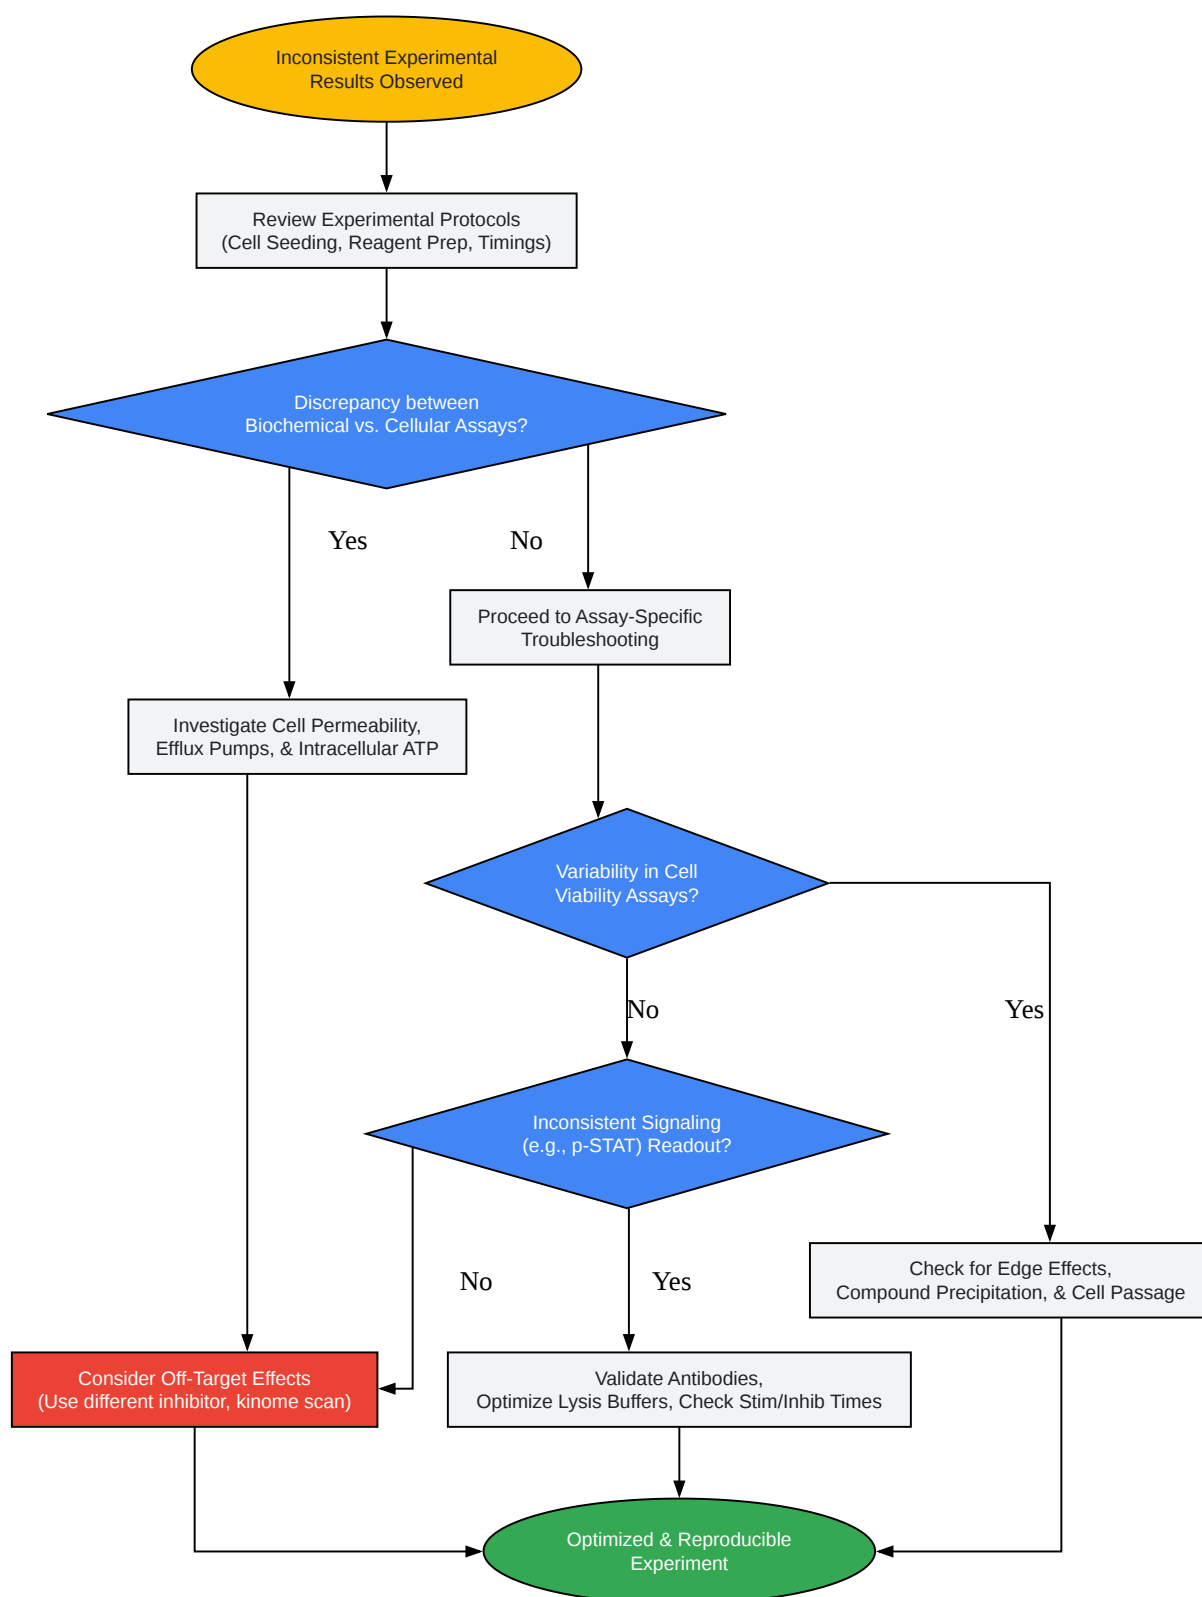 Inconsistent Experimental
Results Observed
Review Experimental Protocols
(Cell Seeding, Reagent Prep, Timings)
Discrepancy between
Biochemical vs. Cellular Assays?
Yes
No
Proceed to Assay-Specific
Troubleshooting
Investigate Cell Permeability,
Efflux Pumps, & Intracellular ATP
Variability in Cell
Viability Assays?
No
Yes
Inconsistent Signaling
(e.g., p-STAT) Readout?
No
Yes
Check for Edge Effects,
Compound Precipitation, & Cell Passage
Consider Off-Target Effects
(Use different inhibitor, kinome scan)
Validate Antibodies,
Optimize Lysis Buffers, Check Stim/Inhib Times
Optimized & Reproducible
Experiment